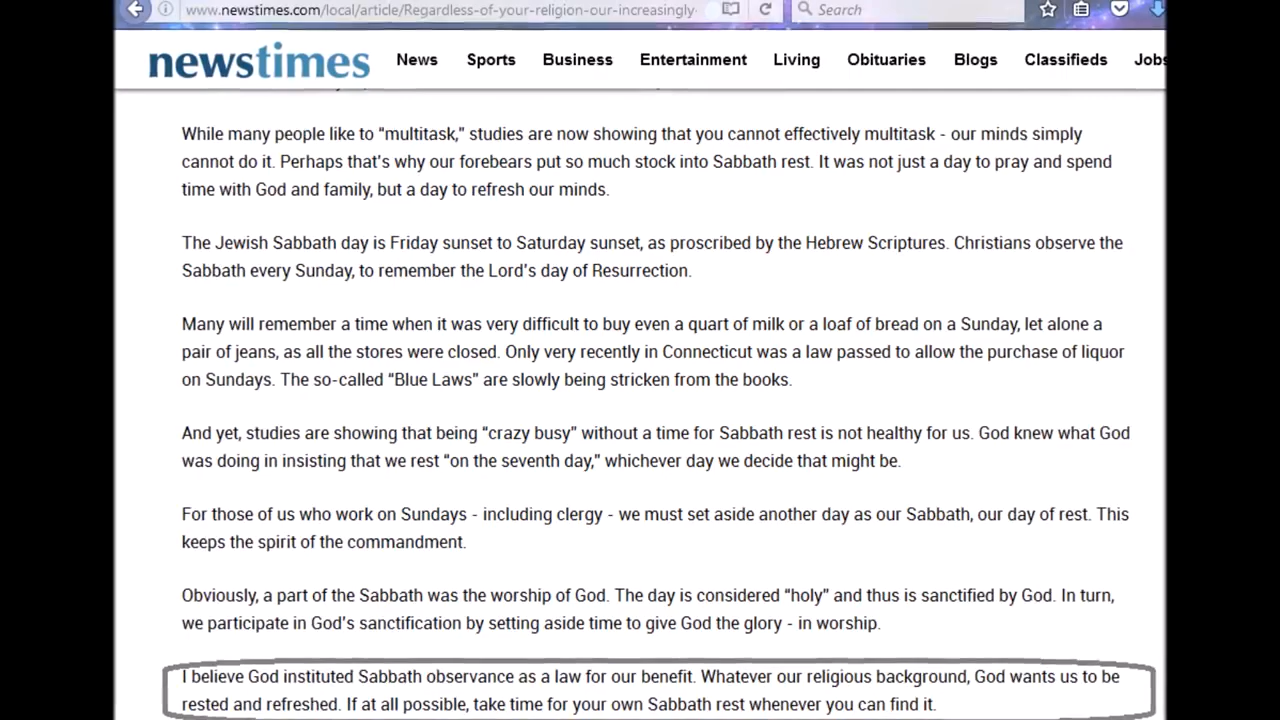 www.newstimes.com/local/article/Regardless-of-your-religion-our-increasingly-
Search
newstimes News Sports Business Entertainment Living Obituaries Blogs Classifieds Jobs
While many people like to “multitask,” studies are now showing that you cannot effectively multitask - our minds simply
cannot do it. Perhaps that's why our forebears put so much stock into Sabbath rest. It was not just a day to pray and spend
time with God and family, but a day to refresh our minds.
The Jewish Sabbath day is Friday sunset to Saturday sunset, as proscribed by the Hebrew Scriptures. Christians observe the
Sabbath every Sunday, to remember the Lord's day of Resurrection.
Many will remember a time when it was very difficult to buy even a quart of milk or a loaf of bread on a Sunday, let alone a
pair of jeans, as all the stores were closed. Only very recently in Connecticut was a law passed to allow the purchase of liquor
on Sundays. The so-called “Blue Laws” are slowly being stricken from the books.
And yet, studies are showing that being “crazy busy” without a time for Sabbath rest is not healthy for us. God knew what God
was doing in insisting that we rest “on the seventh day,” whichever day we decide that might be.
For those of us who work on Sundays - including clergy - we must set aside another day as our Sabbath, our day of rest. This
keeps the spirit of the commandment.
Obviously, a part of the Sabbath was the worship of God. The day is considered “holy” and thus is sanctified by God. In turn,
we participate in God's sanctification by setting aside time to give God the glory - in worship.
I believe God instituted Sabbath observance as a law for our benefit. Whatever our religious background, God wants us to be
rested and refreshed. If at all possible, take time for your own Sabbath rest whenever you can find it.